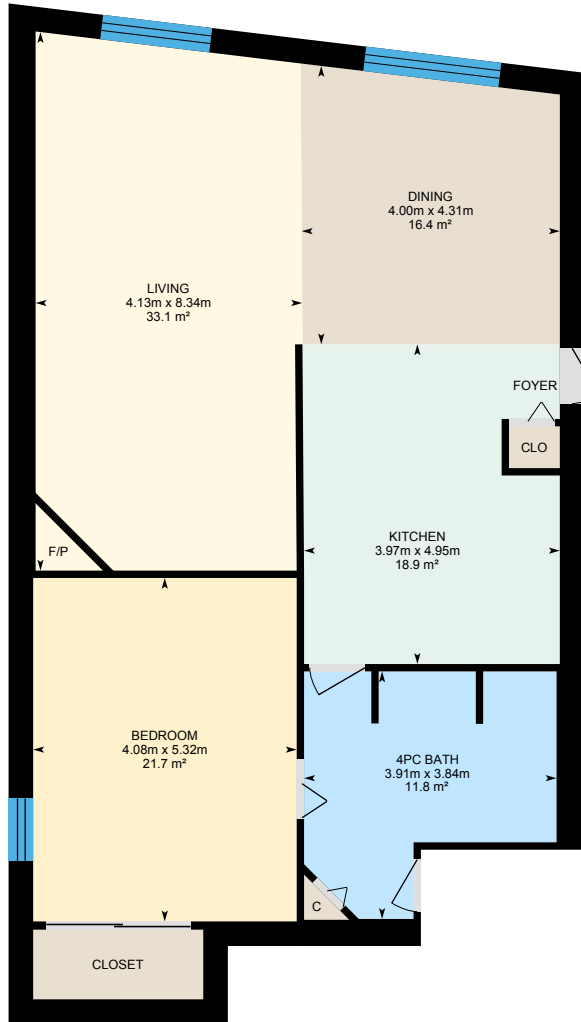 DINING
4.00m x 4.31m
16.4 m²
LIVING
4.13m x 8.34m
33.1 m²
FOYER
CLO
KITCHEN
3.97m x 4.95m
18.9 m²
F/P
BEDROOM
4.08m x 5.32m
21.7 m²
4PC BATH
3.91m x 3.84m
11.8 m²
C
CLOSET